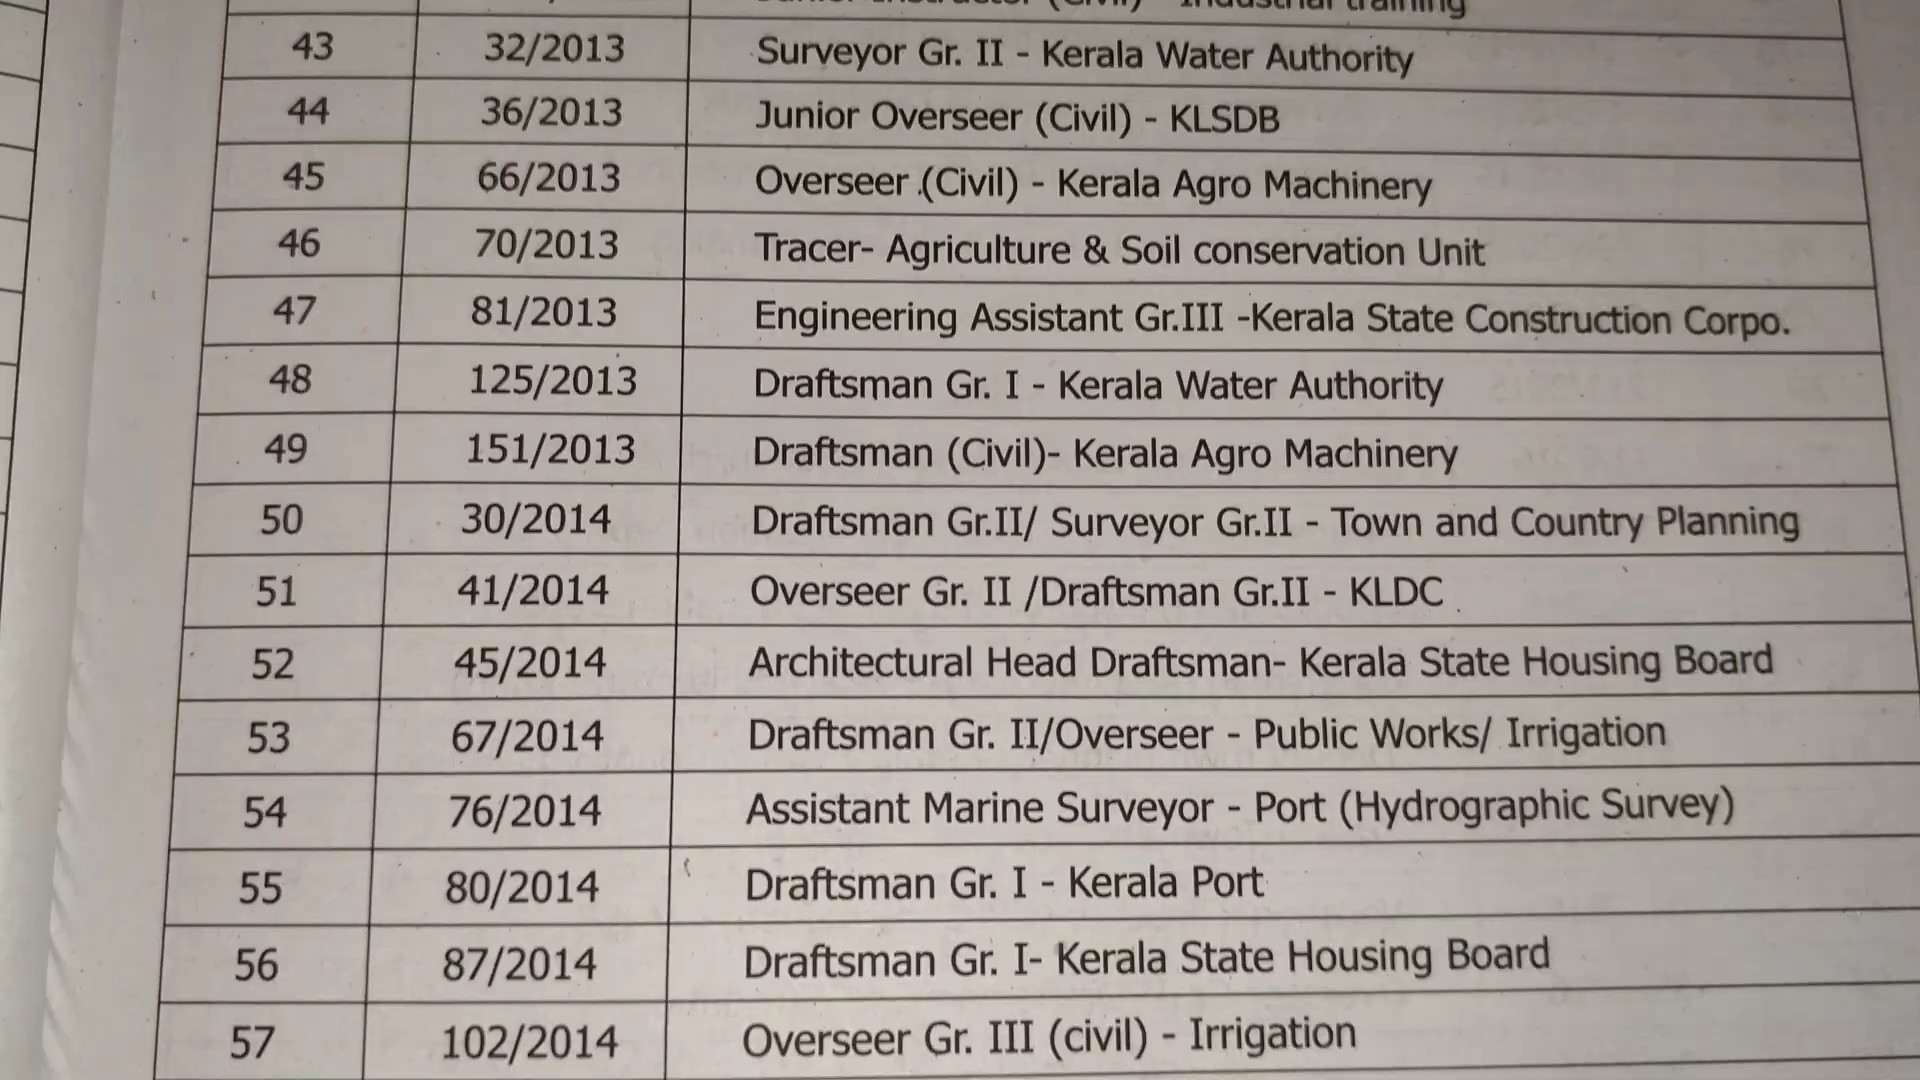 Junior Instructor (Civil) - Industrial training
43 32/2013 Surveyor Gr. II - Kerala Water Authority
44 36/2013 Junior Overseer (Civil) - KLSDB
45 66/2013 Overseer (Civil) - Kerala Agro Machinery
46 70/2013 Tracer- Agriculture & Soil conservation Unit
47 81/2013 Engineering Assistant Gr.III -Kerala State Construction Corpo.
48 125/2013 Draftsman Gr. I - Kerala Water Authority
49 151/2013 Draftsman (Civil)- Kerala Agro Machinery
50 30/2014 Draftsman Gr.II/ Surveyor Gr.II - Town and Country Planning
51 41/2014 Overseer Gr. II /Draftsman Gr.II - KLDC
52 45/2014 Architectural Head Draftsman- Kerala State Housing Board
53 67/2014 Draftsman Gr. II/Overseer - Public Works/ Irrigation
54 76/2014 Assistant Marine Surveyor - Port (Hydrographic Survey)
55 80/2014 Draftsman Gr. I - Kerala Port
56 87/2014 Draftsman Gr. I- Kerala State Housing Board
57 102/2014 Overseer Gr. III (civil) - Irrigation